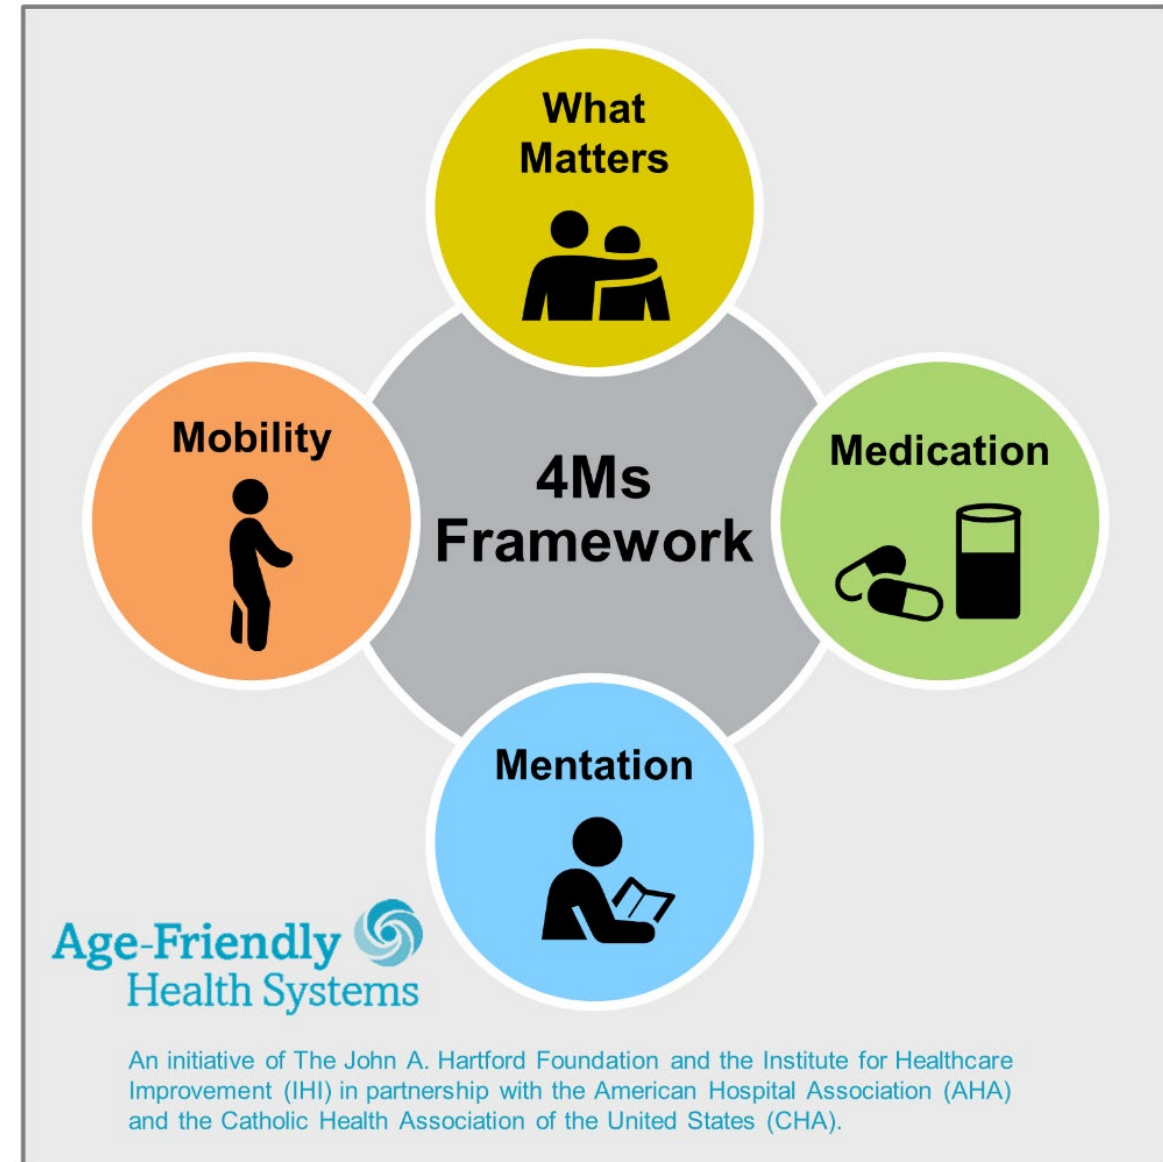 What
Matters
Mobility
4Ms
Framework
Medication
Mentation
Age-Friendly
Health Systems
An initiative of The John A. Hartford Foundation and the Institute for Healthcare
Improvement (IHI) in partnership with the American Hospital Association (AHA)
and the Catholic Health Association of the United States (CHA).